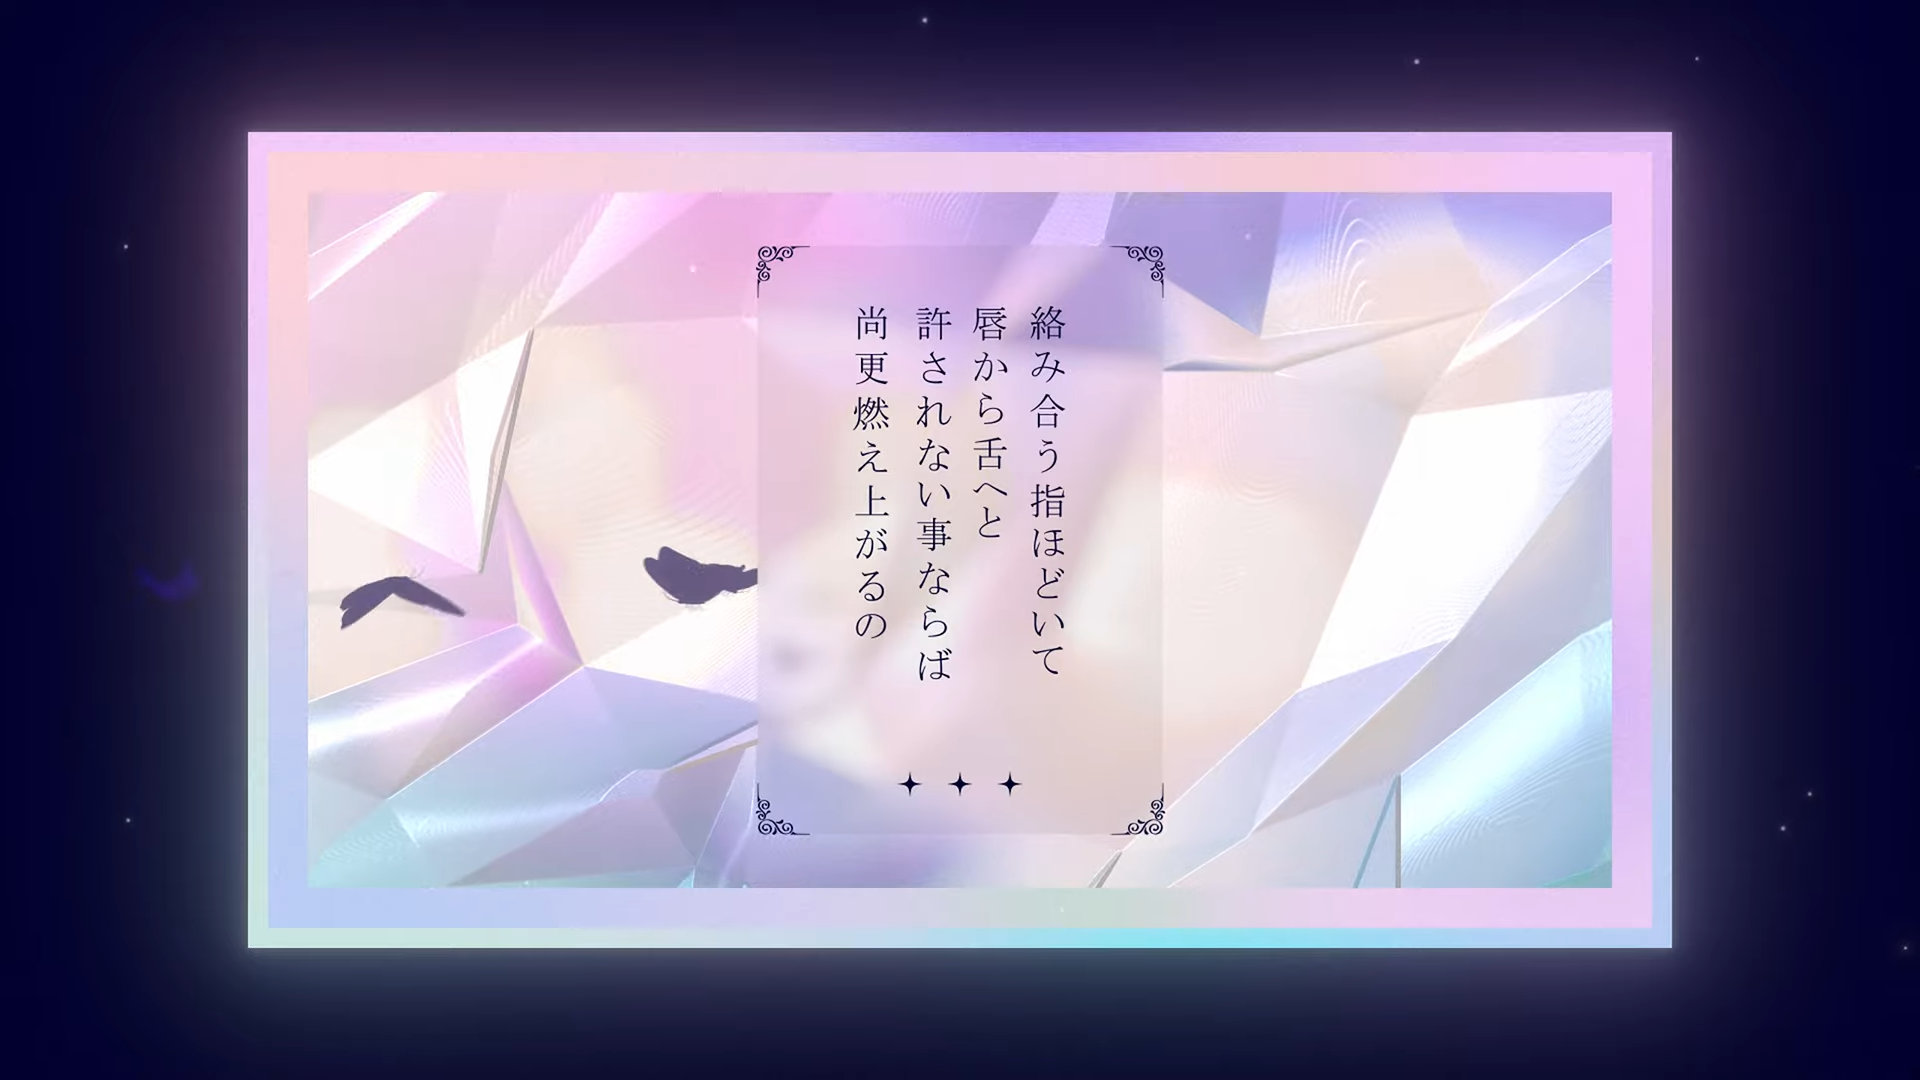 絡み合う指ほどいて
唇から舌へと
許されない事ならば
尚更燃え上がるの